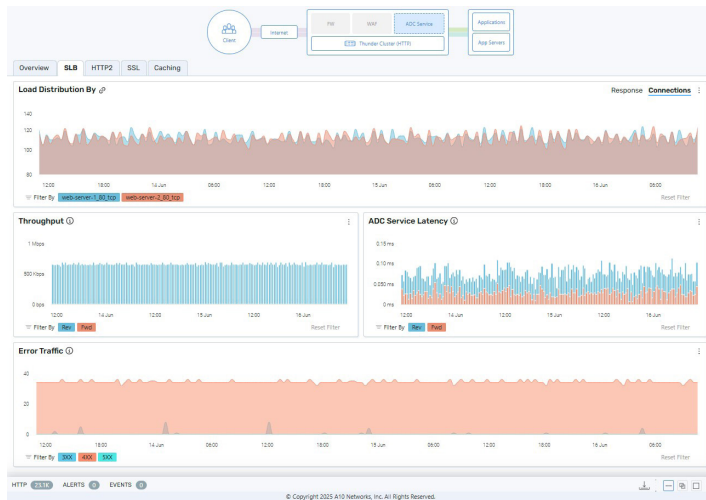 Client
Internet
FW
WAF
ADC Service
Thunder Cluster (HTTP)
Applications
App Servers
Overview
SLB
HTTP2
SSL
Caching
Load Distribution By
Response
Connections
140
120
100
80
12:00
18:00
14 Jun
06:00
12:00
18:00
15 Jun
06:00
12:00
18:00
16 Jun
06:00
Filter By
web-server-1_80_tcp
web-server-2_80_tcp
Reset Filter
Throughput
1 Mbps
500 Kbps
0 bps
12:00
14 Jun
12:00
15 Jun
12:00
16 Jun
Filter By
Rev
Fwd
Reset Filter
ADC Service Latency
0.15 ms
0.10 ms
0.050 ms
0 ms
12:00
14 Jun
12:00
15 Jun
12:00
16 Jun
Filter By
Rev
Fwd
Reset Filter
Error Traffic
40
20
0
12:00
18:00
14 Jun
06:00
12:00
18:00
15 Jun
06:00
12:00
18:00
16 Jun
06:00
Filter By
3XX
4XX
5XX
Reset Filter
HTTP 23.1K
ALERTS 0
EVENTS 0
© Copyright 2025 A10 Networks, Inc. All Rights Reserved.